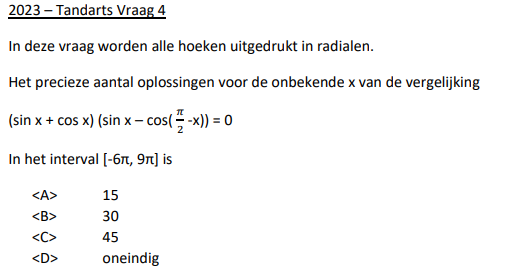 2023 – Tandarts Vraag 4
In deze vraag worden alle hoeken uitgedrukt in radialen.
Het precieze aantal oplossingen voor de onbekende x van de vergelijking
(sin x + cos x) (sin x – cos(π/2 -x)) = 0
In het interval [-6π, 9π] is
<A> 15
<B> 30
<C> 45
<D> oneindig